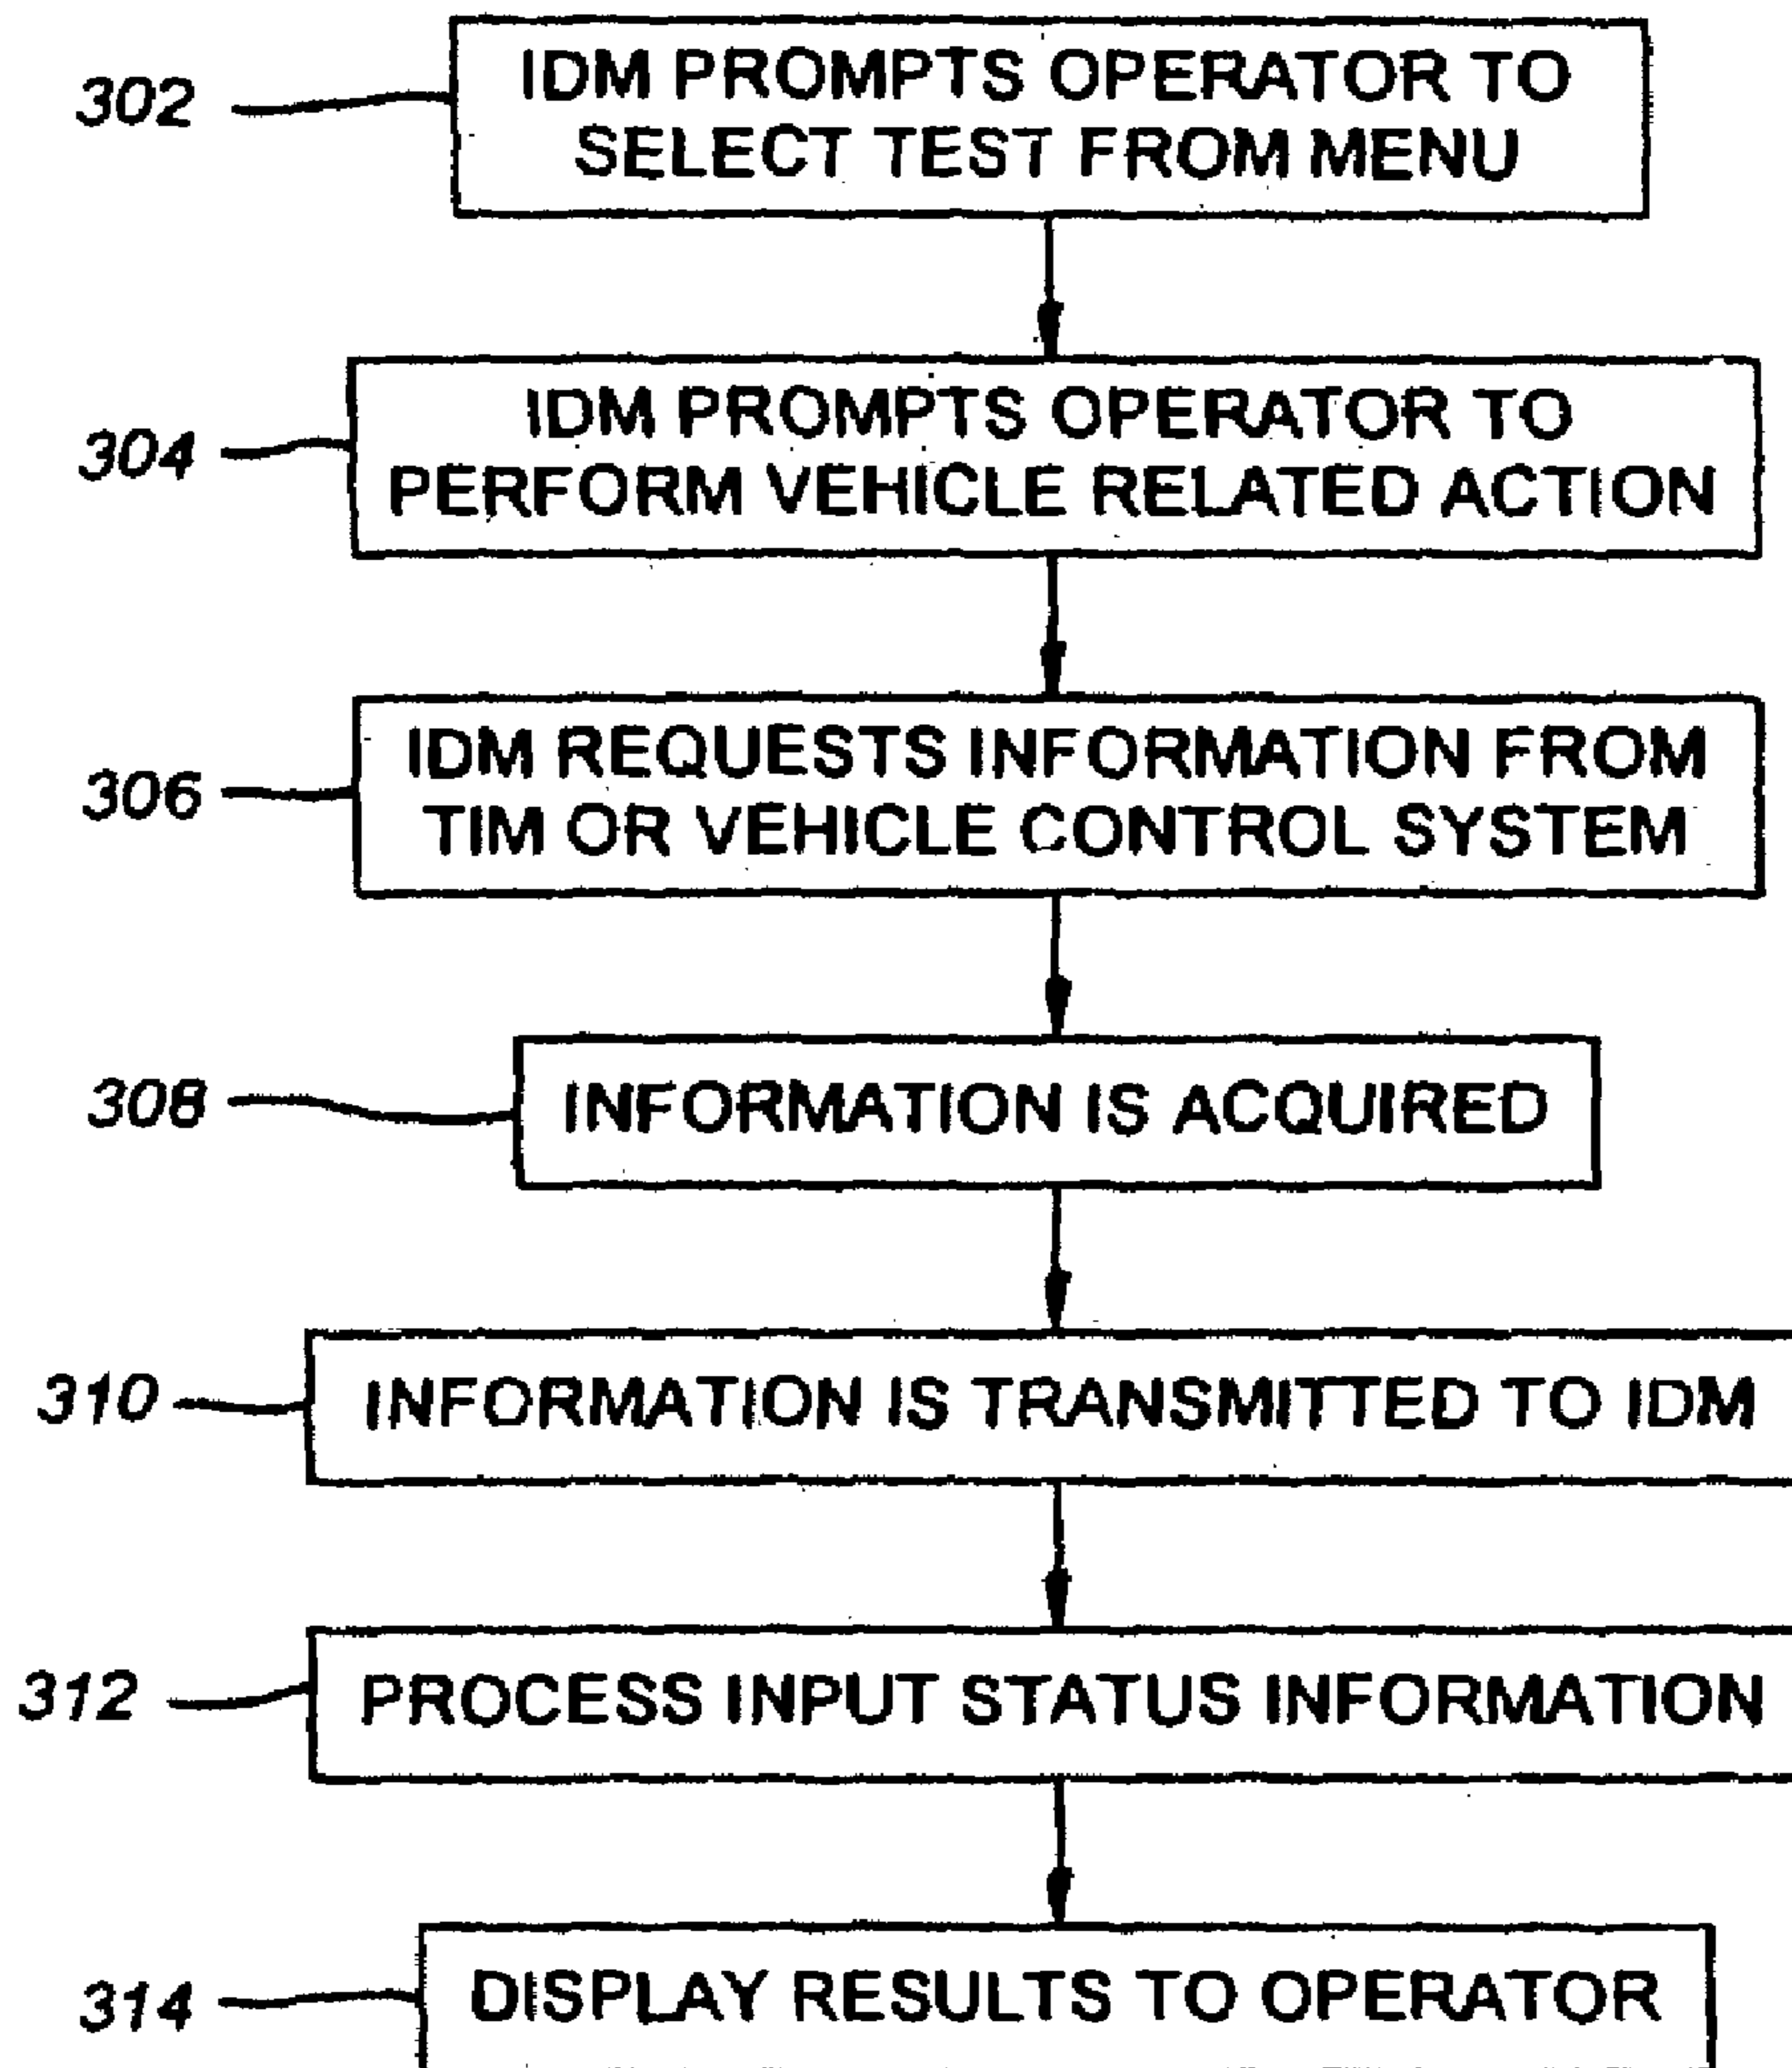 302
IDM PROMPTS OPERATOR TO
SELECT TEST FROM MENU
304
IDM PROMPTS OPERATOR TO
PERFORM VEHICLE RELATED ACTION
306
IDM REQUESTS INFORMATION FROM
TIM OR VEHICLE CONTROL SYSTEM
308
INFORMATION IS ACQUIRED
310
INFORMATION IS TRANSMITTED TO IDM
312
PROCESS INPUT STATUS INFORMATION
314
DISPLAY RESULTS TO OPERATOR